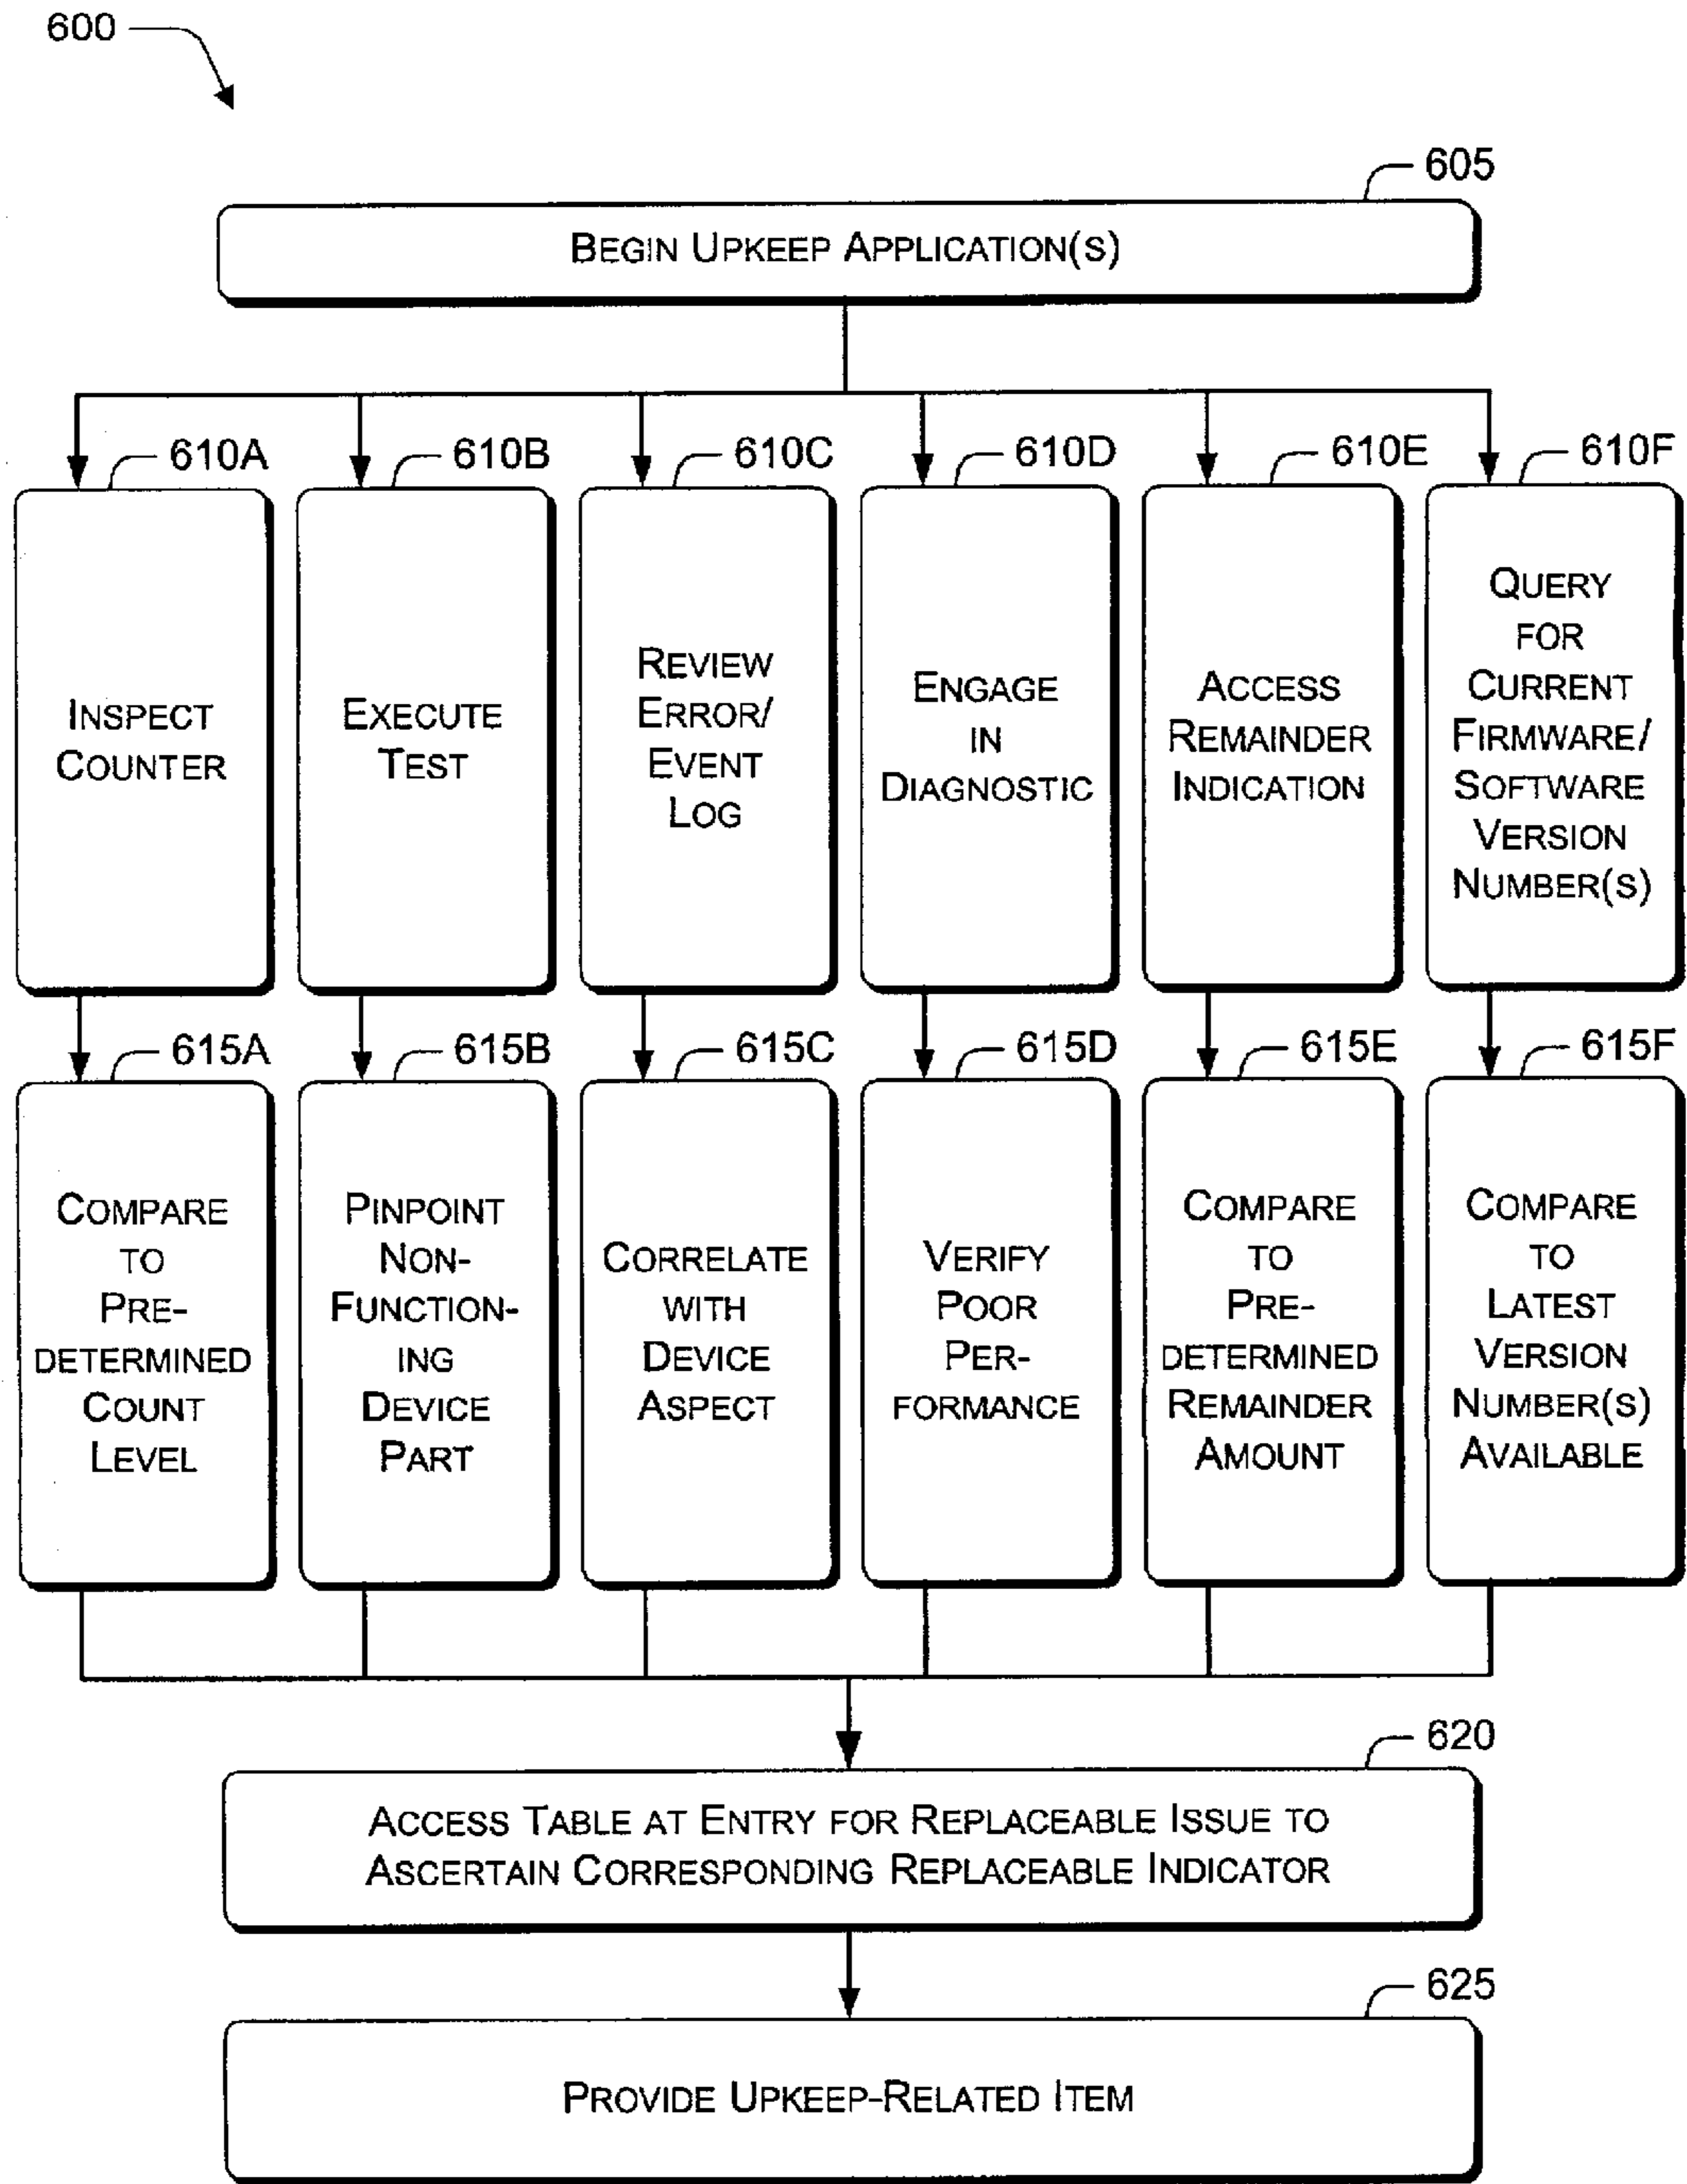 600
605
BEGIN UPKEEP APPLICATION(S)
610A
INSPECT
COUNTER
610B
EXECUTE
TEST
610C
REVIEW
ERROR/
EVENT
LOG
610D
ENGAGE
IN
DIAGNOSTIC
610E
ACCESS
REMAINDER
INDICATION
610F
QUERY
FOR
CURRENT
FIRMWARE/
SOFTWARE
VERSION
NUMBER(S)
615A
COMPARE
TO
PRE-
DETERMINED
COUNT
LEVEL
615B
PINPOINT
NON-
FUNCTION-
ING
DEVICE
PART
615C
CORRELATE
WITH
DEVICE
ASPECT
615D
VERIFY
POOR
PER-
FORMANCE
615E
COMPARE
TO
PRE-
DETERMINED
REMAINDER
AMOUNT
615F
COMPARE
TO
LATEST
VERSION
NUMBER(S)
AVAILABLE
620
ACCESS TABLE AT ENTRY FOR REPLACEABLE ISSUE TO
ASCERTAIN CORRESPONDING REPLACEABLE INDICATOR
625
PROVIDE UPKEEP-RELATED ITEM